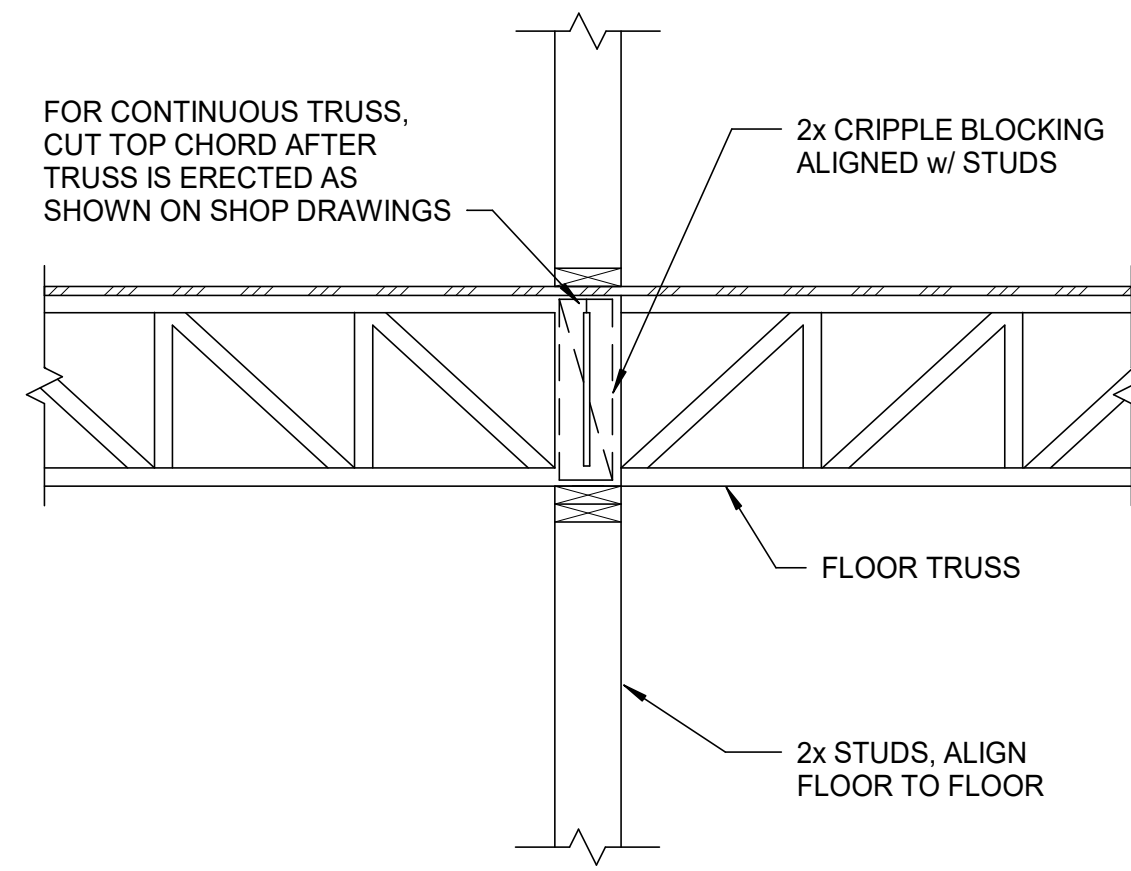 FOR CONTINUOUS TRUSS,
CUT TOP CHORD AFTER
TRUSS IS ERECTED AS
SHOWN ON SHOP DRAWINGS
2x CRIPPLE BLOCKING
ALIGNED w/ STUDS
FLOOR TRUSS
2x STUDS, ALIGN
FLOOR TO FLOOR